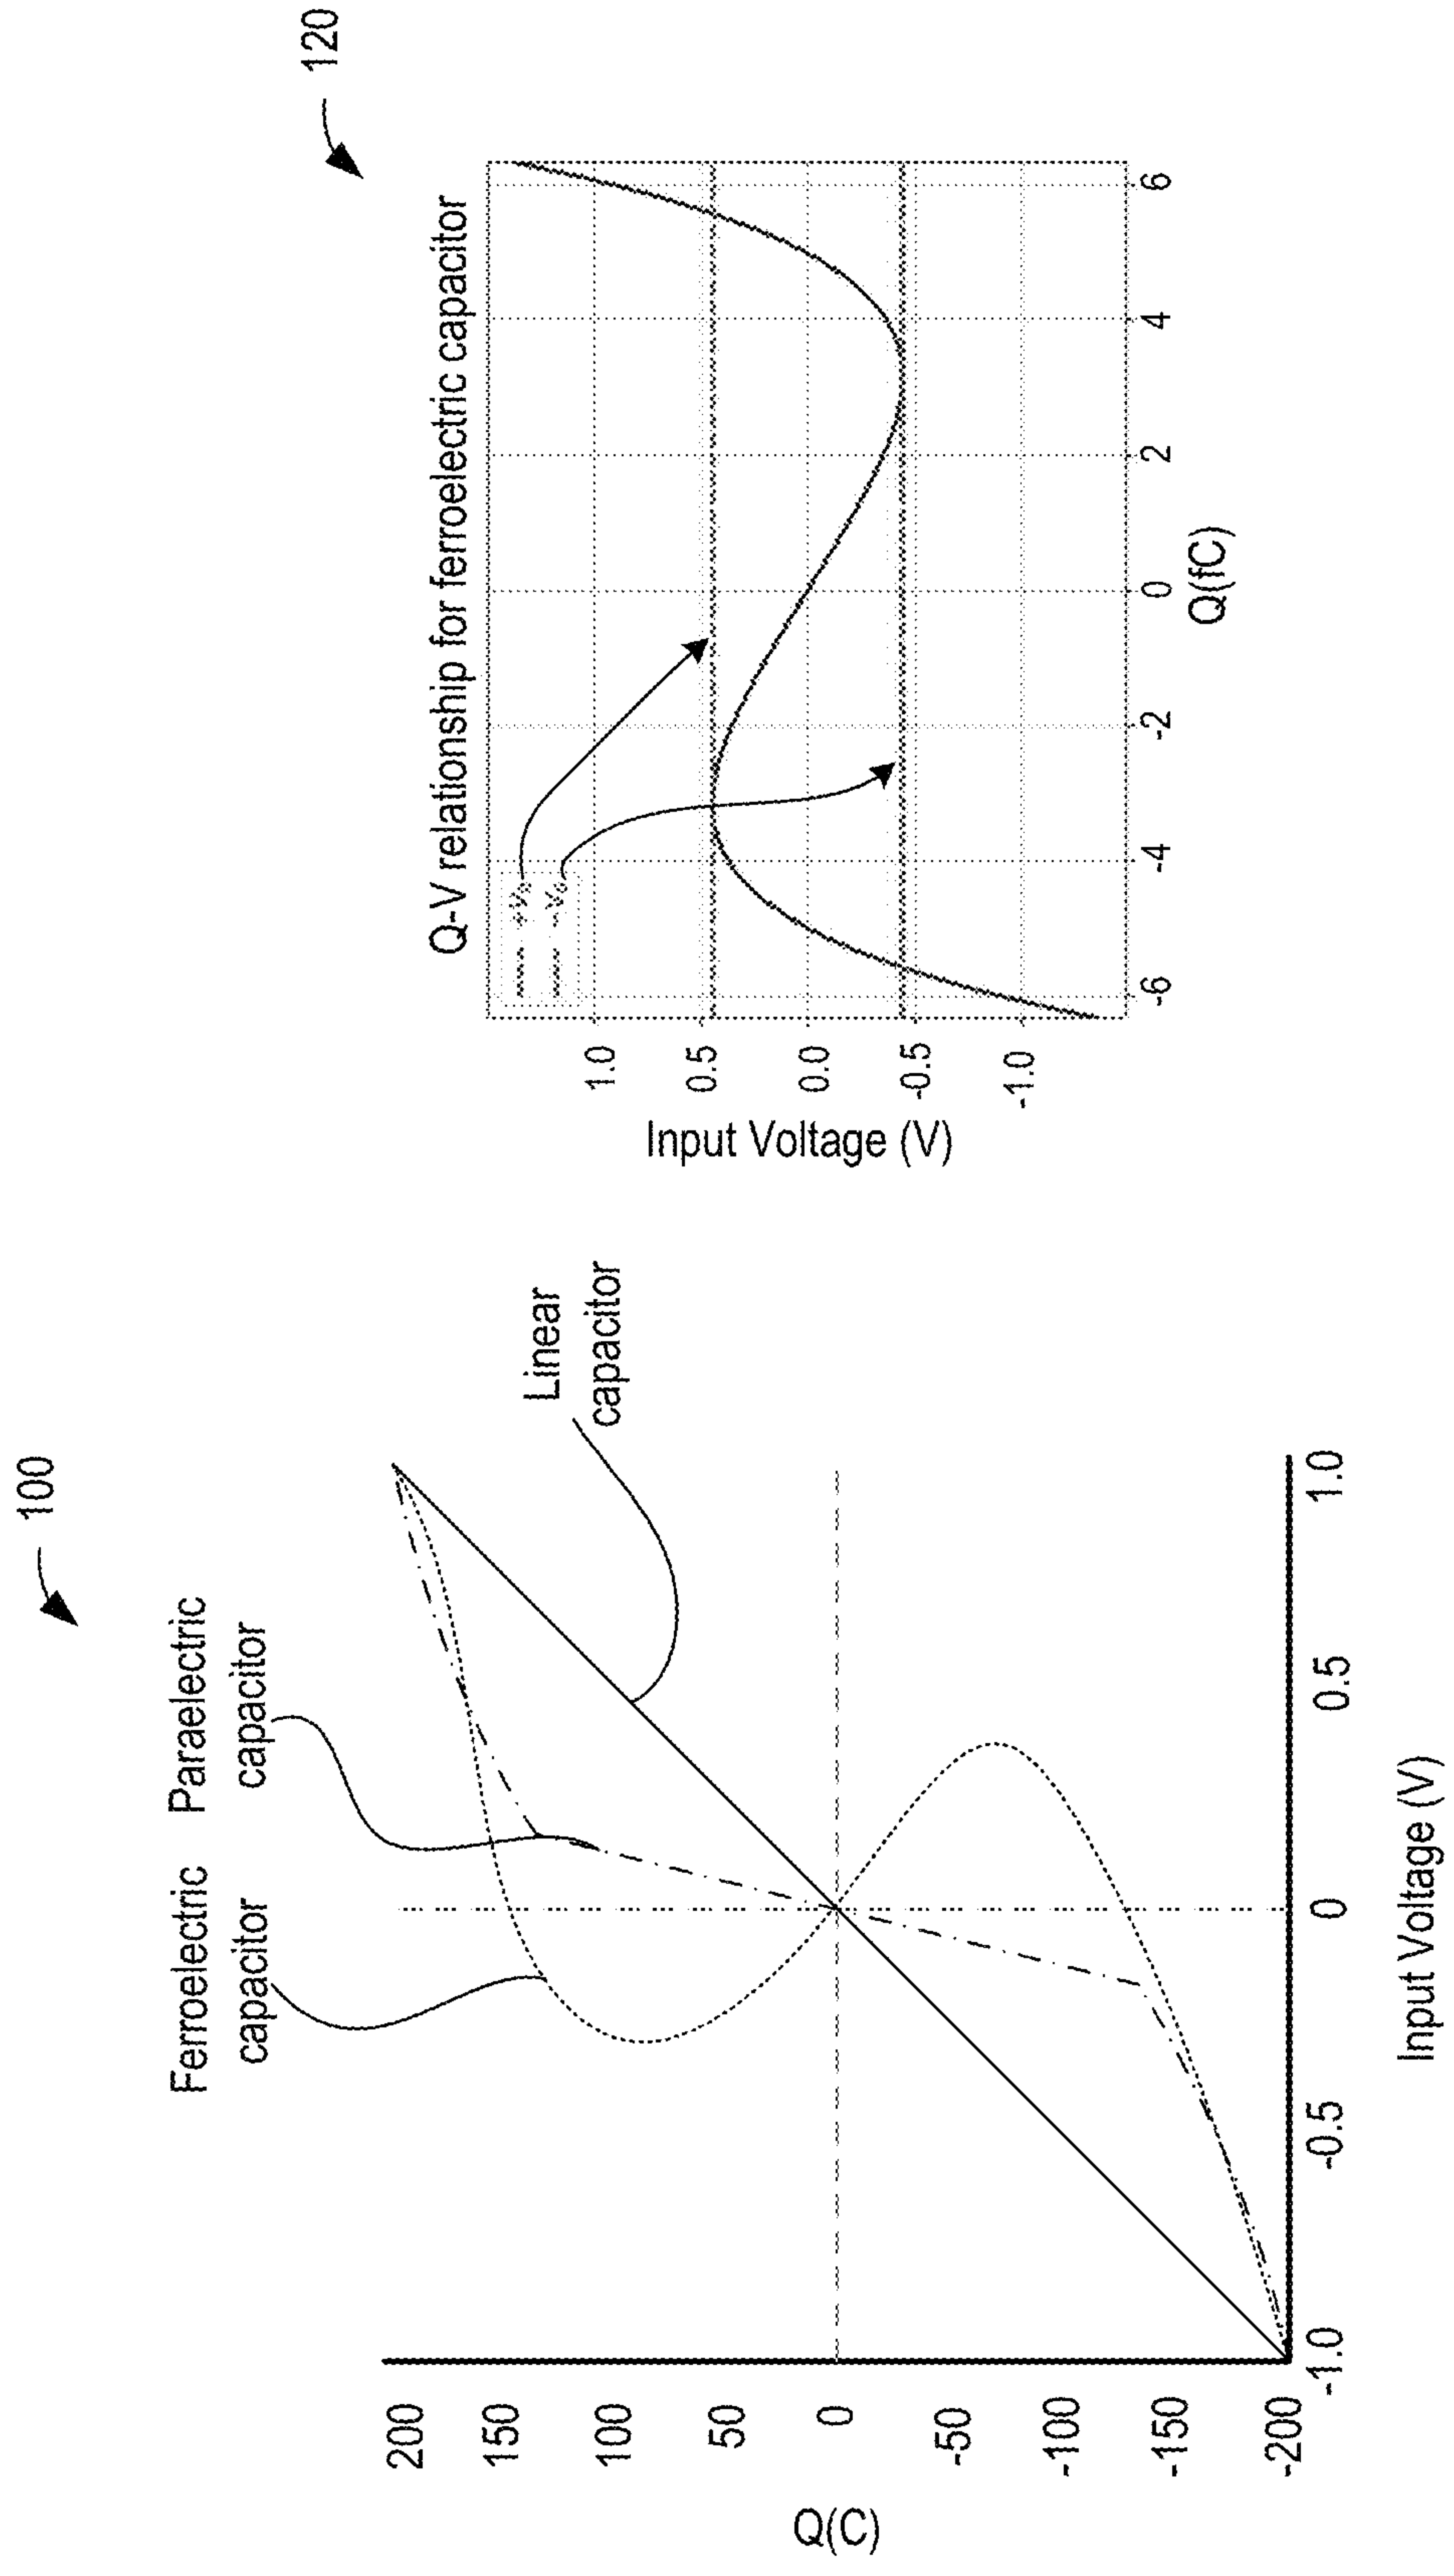 100
Ferroelectric
capacitor
Paraelectric
capacitor
Linear
capacitor
Q(C)
200
150
100
50
0
-50
-100
-150
-200
-1.0
-0.5
0
0.5
1.0
Input Voltage (V)
120
Q-V relationship for ferroelectric capacitor
Input Voltage (V)
1.0
0.5
0.0
-0.5
-1.0
-6
-4
-2
0
2
4
6
Q(fC)